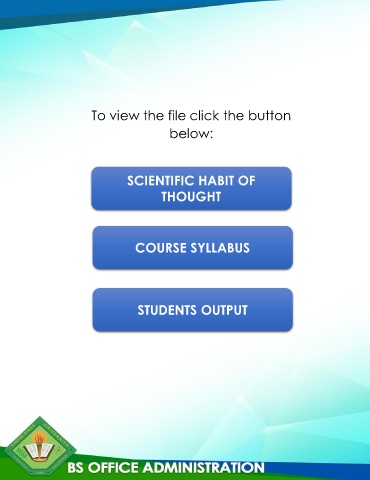 To view the file click the button
below:
SCIENTIFIC HABIT OF
THOUGHT
COURSE SYLLABUS
STUDENTS OUTPUT
BS OFFICE ADMINISTRATION